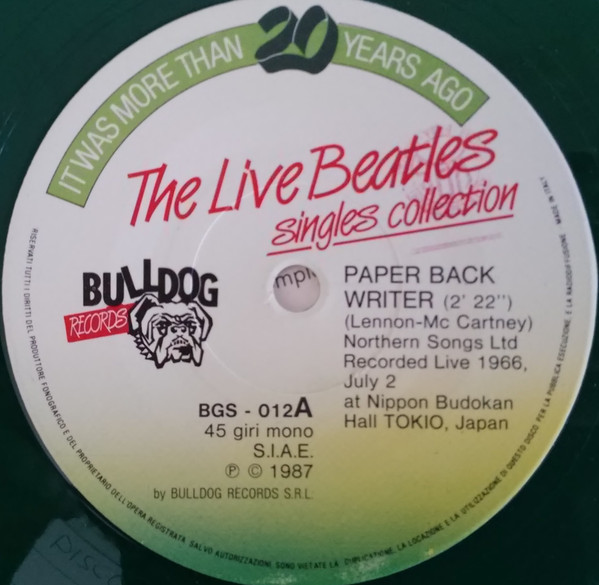 IT WAS MORE THAN 20 YEARS AGO
The Live Beatles
singles collection
MADE IN ITALY
BULLDOG
RECORDS
PAPER BACK
WRITER (2' 22")
(Lennon-Mc Cartney)
Northern Songs Ltd
Recorded Live 1966,
July 2
at Nippon Budokan
Hall TOKIO, Japan
BGS - 012A
45 giri mono
S.I.A.E.
℗ © 1987
by BULLDOG RECORDS S.R.L.
RISERVATI TUTTI I DIRITTI DEL PRODUTTORE FONOGRAFICO E DEL PROPRIETARIO DELL'OPERA REGISTRATA. SALVO AUTORIZZAZIONE, SONO VIETATE LA DUPLICAZIONE, LA LOCAZIONE E LA UTILIZZAZIONE DI QUESTO DISCO PER LA PUBBLICA ESECUZIONE, E LA RADIODIFFUSIONE